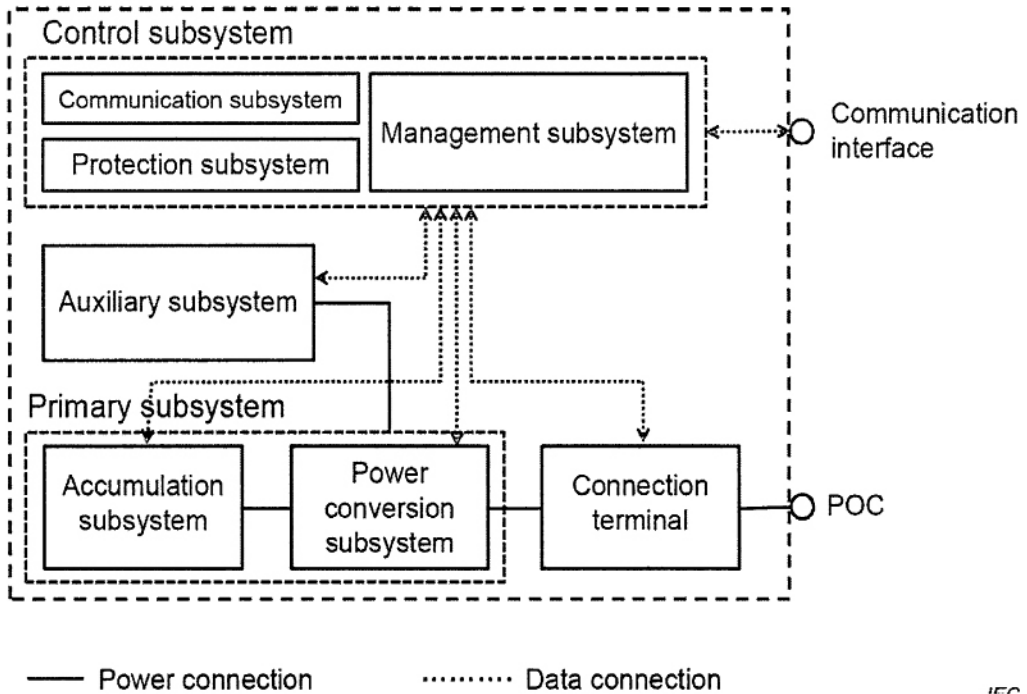 Control subsystem
Communication subsystem
Protection subsystem
Management subsystem
Communication
interface
Auxiliary subsystem
Primary subsystem
Accumulation
subsystem
Power
conversion
subsystem
Connection
terminal
POC
Power connection
Data connection
IEC